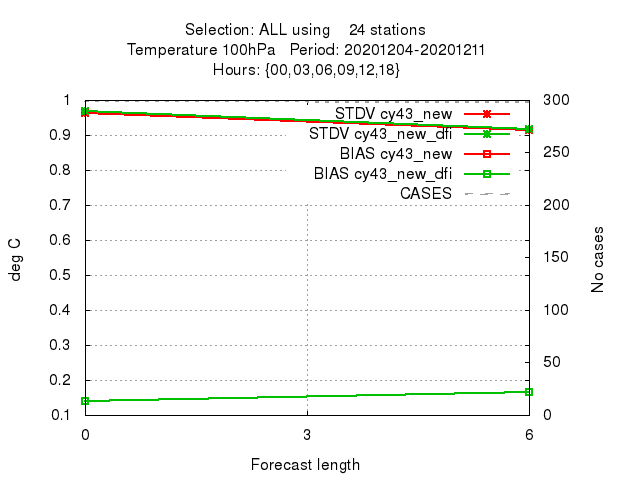 Selection: ALL using    24 stations
Temperature 100hPa   Period: 20201204-20201211
Hours: {00,03,06,09,12,18}
1
0.9
0.8
0.7
0.6
0.5
0.4
0.3
0.2
0.1
deg C
STDV cy43_new
STDV cy43_new_dfi
BIAS cy43_new
BIAS cy43_new_dfi
CASES
300
250
200
150
100
50
0
No cases
0 3 6
Forecast length